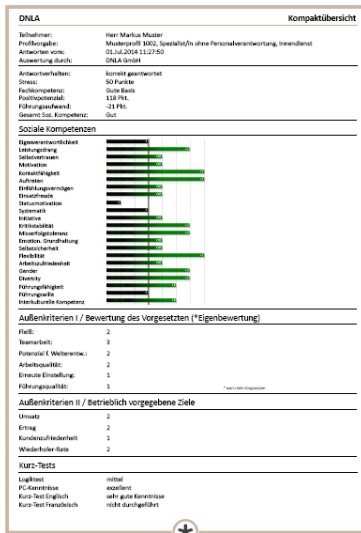 DNLA Kompaktübersicht
Teilnehmer: Herr Markus Muster
Profilvorgabe: Musterprofil 1002, Spezialist/in ohne Personalverantwortung, Innendienst
Antworten vom: 01.Jul.2014 11:27:50
Auswertung durch: DNLA GmbH
Antwortverhalten: korrekt geantwortet
Stress: 50 Punkte
Fachkompetenz: Gute Basis
Positivpotenzial: 118 Pkt.
Führungsaufwand: -21 Pkt.
Gesamt Soz. Kompetenz: Gut
Soziale Kompetenzen
Eigenverantwortlichkeit
Leistungsdrang
Selbstvertrauen
Motivation
Kontaktfähigkeit
Auftreten
Einfühlungsvermögen
Einsatzfreude
Statusmotivation
Systematik
Initiative
Kritikstabilität
Misserfolgstoleranz
Emotion. Grundhaltung
Selbstsicherheit
Flexibilität
Arbeitszufriedenheit
Gender
Diversity
Führungsfähigkeit
Führungswille
Interkulturelle Kompetenz
Außenkriterien I / Bewertung des Vorgesetzten (*Eigenbewertung)
Fleiß: 2
Teamarbeit: 3
Potenzial f. Weiterentw.: 2
Arbeitsqualität: 2
Erneute Einstellung: 1
Führungsqualität: 1
Außenkriterien II / Betrieblich vorgegebene Ziele
Umsatz 2
Ertrag 2
Kundenzufriedenheit 1
Wiederholer-Rate 2
Kurz-Tests
Logiktest mittel
PC-Kenntnisse exzellent
Kurz-Test Englisch sehr gute Kenntnisse
Kurz-Test Französisch nicht durchgeführt